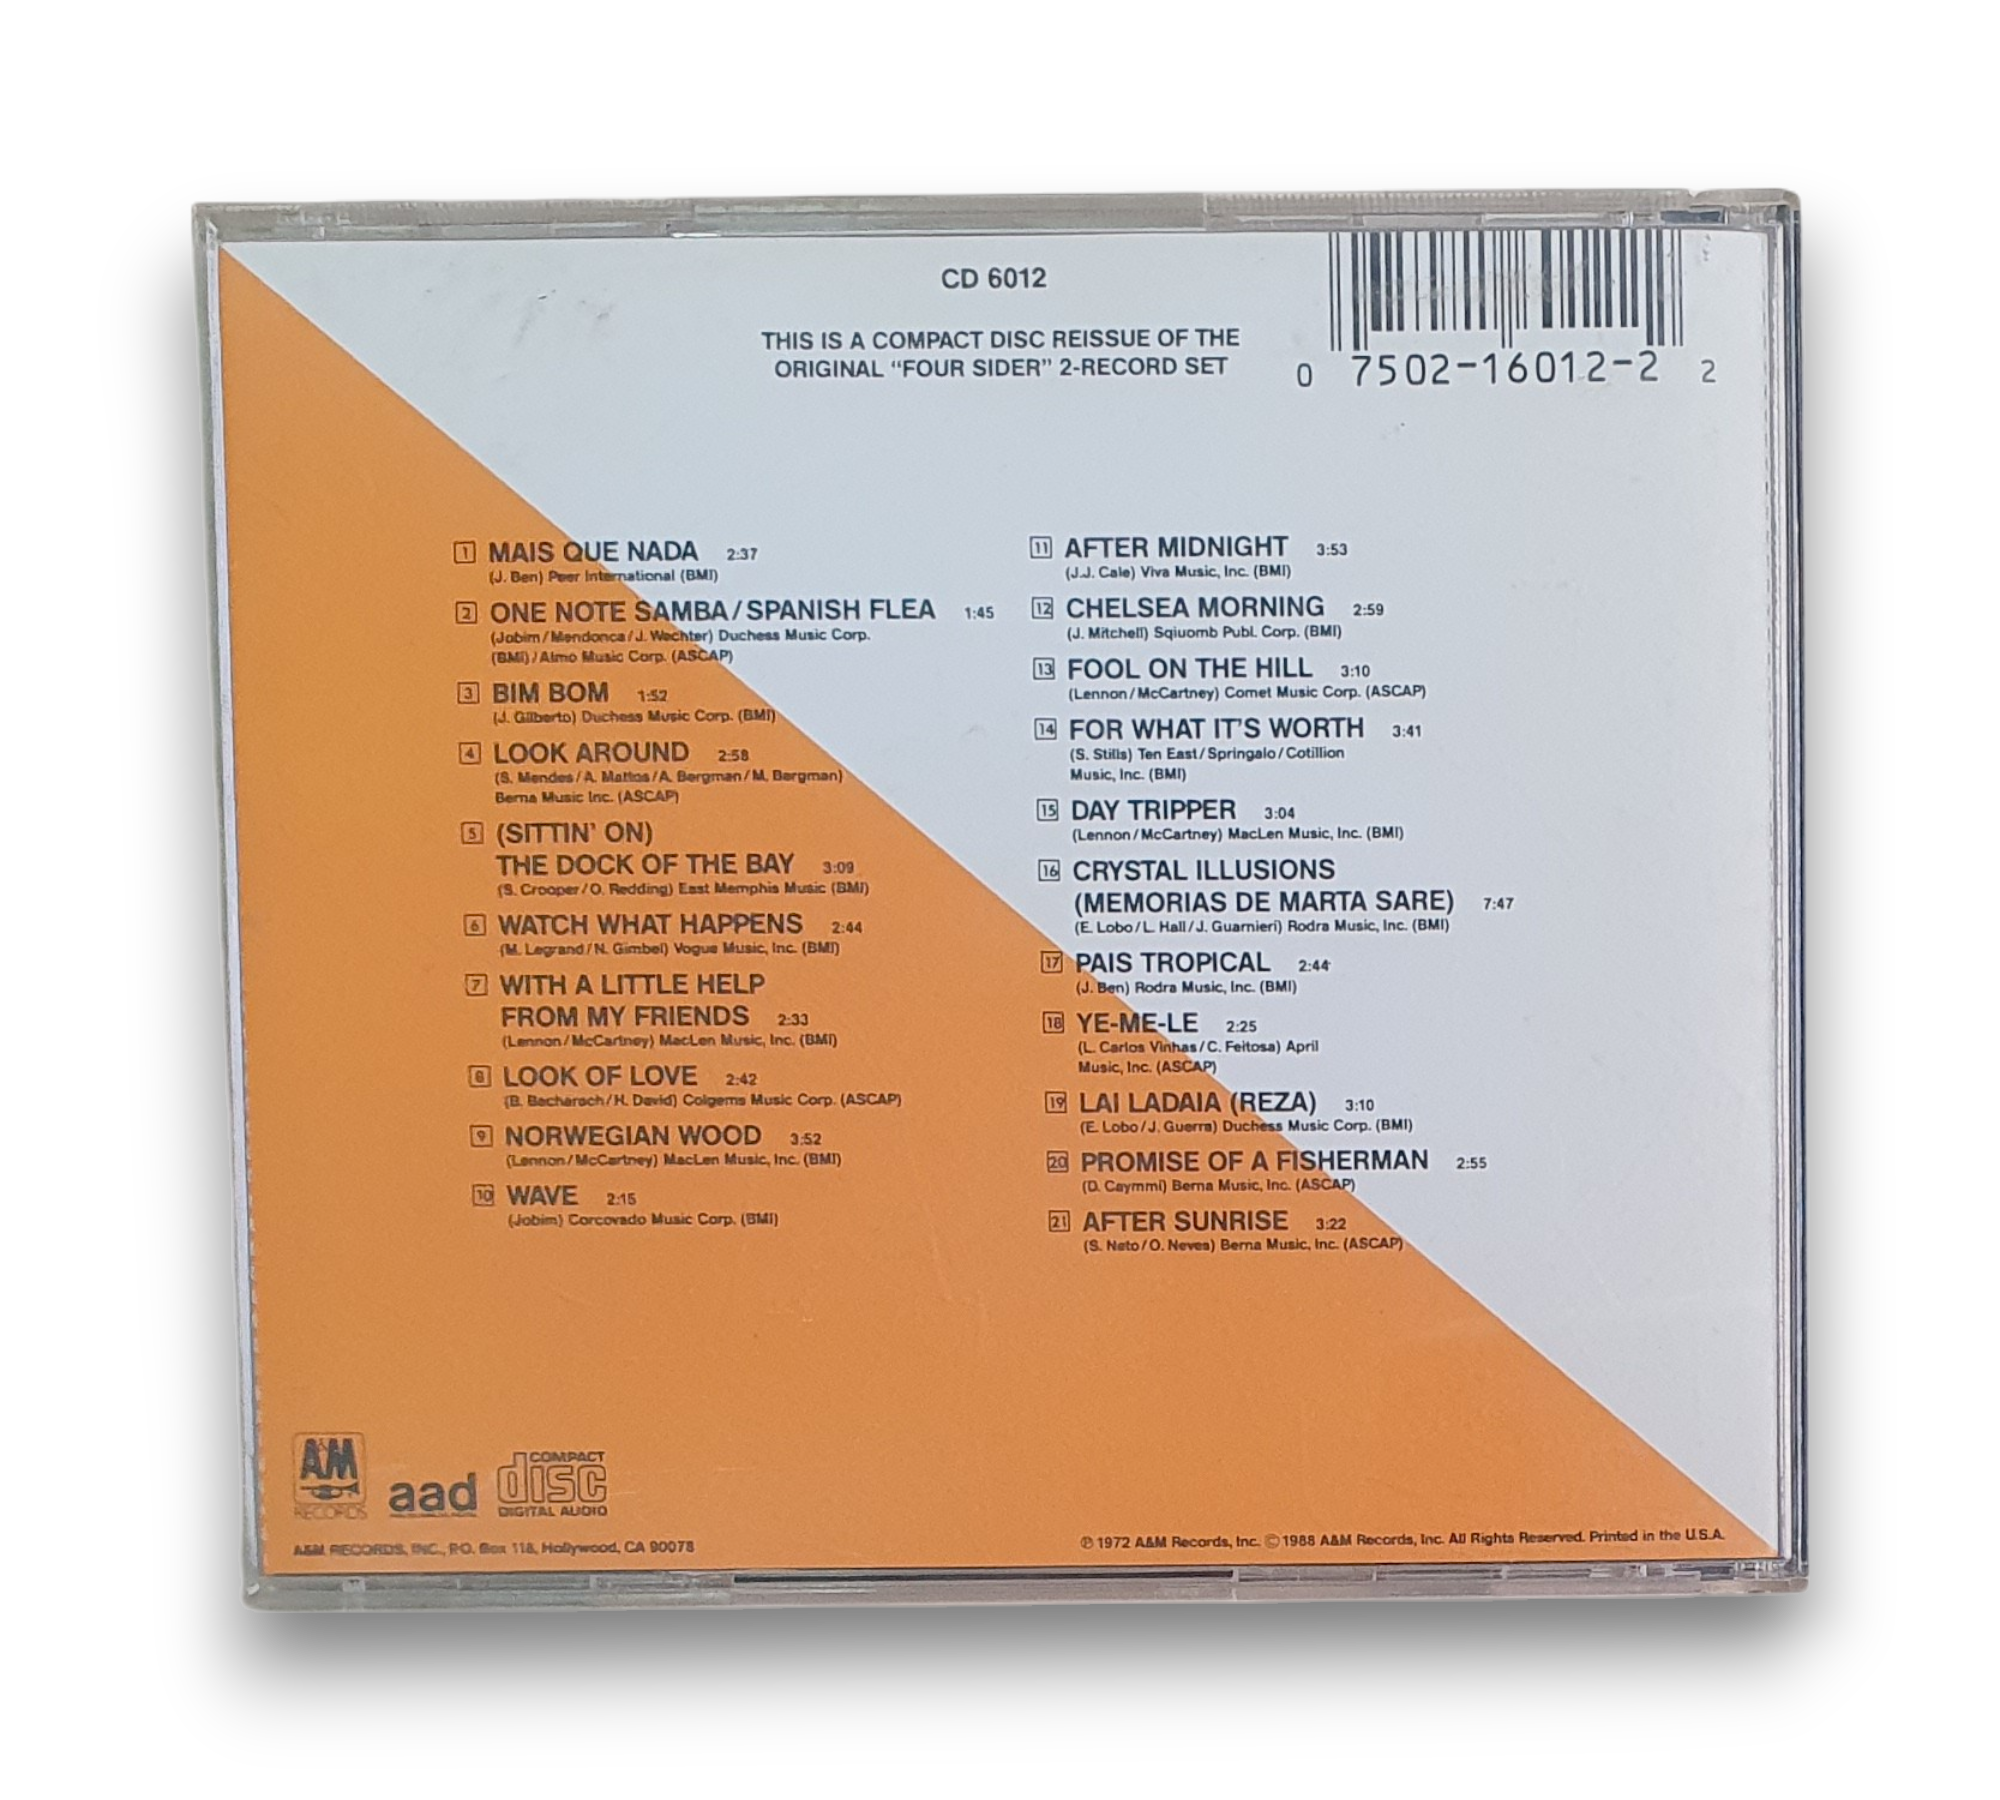 CD 6012
THIS IS A COMPACT DISC REISSUE OF THE
ORIGINAL "FOUR SIDER" 2-RECORD SET
0 7502-16012-2 2
1 MAIS QUE NADA 2:37
(J. Ben) Peer International (BMI)
2 ONE NOTE SAMBA/SPANISH FLEA 1:45
(Jobim/Mendonca/J. Wechter) Duchess Music Corp.
(BMI)/Almo Music Corp. (ASCAP)
3 BIM BOM 1:52
(J. Gilberto) Duchess Music Corp. (BMI)
4 LOOK AROUND 2:58
(S. Mendes/A. Mattos/A. Bergman/M. Bergman)
Berna Music Inc. (ASCAP)
5 (SITTIN' ON)
THE DOCK OF THE BAY 3:09
(S. Crooper/O. Redding) East Memphis Music (BMI)
6 WATCH WHAT HAPPENS 2:44
(M. Legrand/N. Gimbel) Vogue Music, Inc. (BMI)
7 WITH A LITTLE HELP
FROM MY FRIENDS 2:33
(Lennon/McCartney) MacLen Music, Inc. (BMI)
8 LOOK OF LOVE 2:42
(B. Bacharach/H. David) Colgems Music Corp. (ASCAP)
9 NORWEGIAN WOOD 3:52
(Lennon/McCartney) MacLen Music, Inc. (BMI)
10 WAVE 2:15
(Jobim) Corcovado Music Corp. (BMI)
11 AFTER MIDNIGHT 3:53
(J.J. Cale) Viva Music, Inc. (BMI)
12 CHELSEA MORNING 2:59
(J. Mitchell) Sqiuomb Publ. Corp. (BMI)
13 FOOL ON THE HILL 3:10
(Lennon/McCartney) Comet Music Corp. (ASCAP)
14 FOR WHAT IT'S WORTH 3:41
(S. Stills) Ten East/Springalo/Cotillion
Music, Inc. (BMI)
15 DAY TRIPPER 3:04
(Lennon/McCartney) MacLen Music, Inc. (BMI)
16 CRYSTAL ILLUSIONS
(MEMORIAS DE MARTA SARE) 7:47
(E. Lobo/L. Hall/J. Guarnieri) Rodra Music, Inc. (BMI)
17 PAIS TROPICAL 2:44
(J. Ben) Rodra Music, Inc. (BMI)
18 YE-ME-LE 2:25
(L. Carlos Vinhas/C. Feitosa) April
Music, Inc. (ASCAP)
19 LAI LADAIA (REZA) 3:10
(E. Lobo/J. Guerra) Duchess Music Corp. (BMI)
20 PROMISE OF A FISHERMAN 2:55
(D. Caymmi) Berna Music, Inc. (ASCAP)
21 AFTER SUNRISE 3:22
(S. Neto/O. Neves) Berna Music, Inc. (ASCAP)
A&M
RECORDS
aad
COMPACT
disc
DIGITAL AUDIO
A&M RECORDS, INC., P.O. Box 118, Hollywood, CA 90078
℗ 1972 A&M Records, Inc. © 1988 A&M Records, Inc. All Rights Reserved. Printed in the U.S.A.